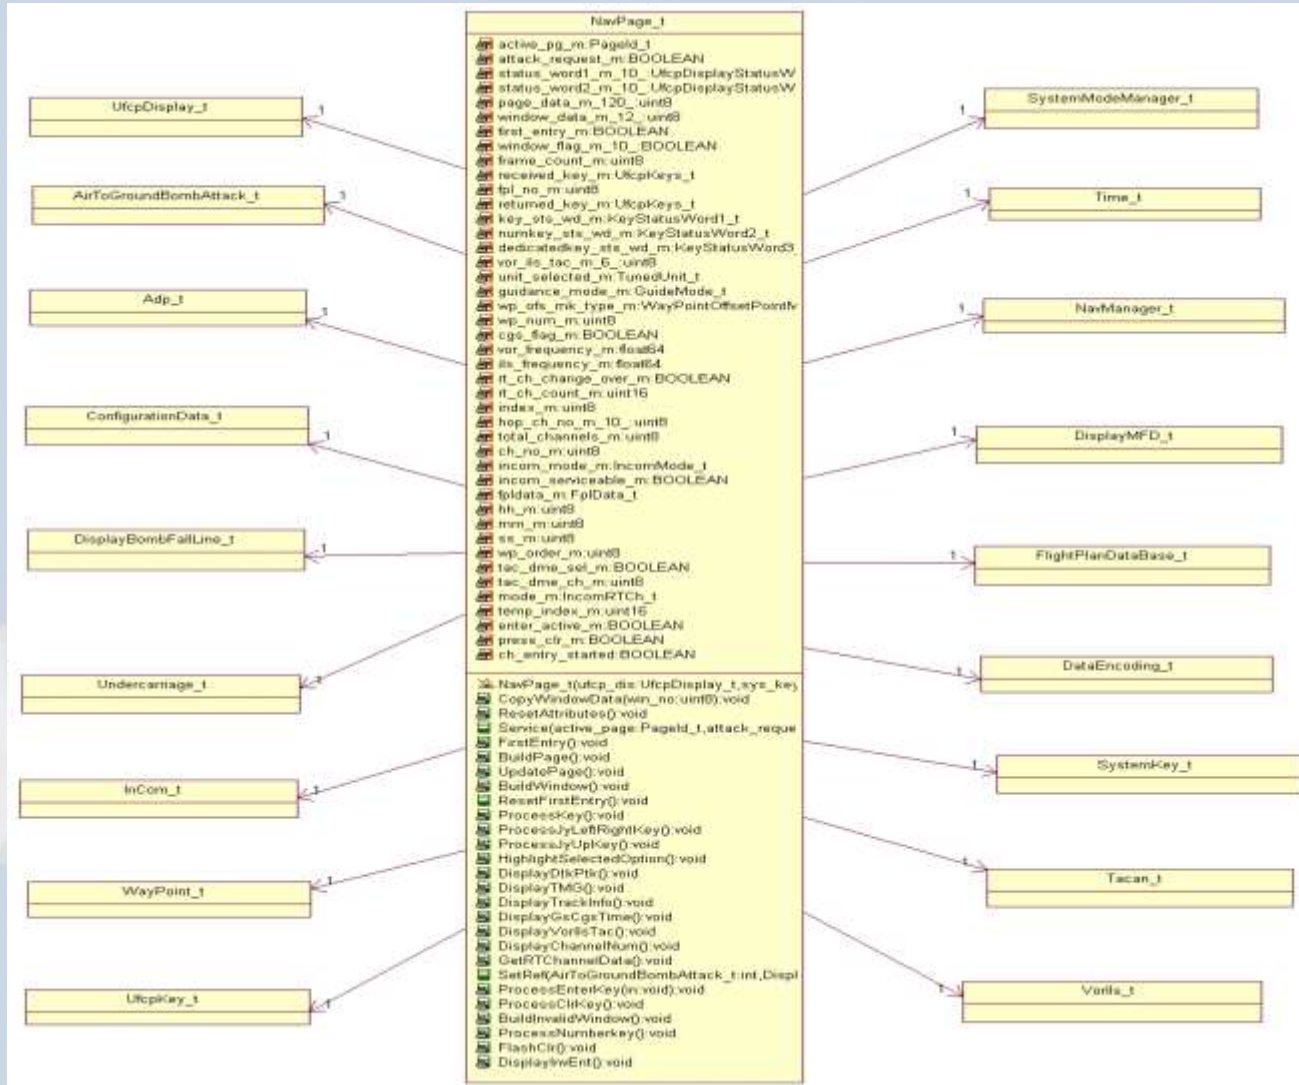 NavPage_t
active_pg_m:PageId_t
attack_request_m:BOOLEAN
status_word1_m_10_:UfcpDisplayStatusW
status_word2_m_10_:UfcpDisplayStatusW
page_data_m_120_:uint8
window_data_m_12_:uint8
first_entry_m:BOOLEAN
window_flag_m_10_:BOOLEAN
frame_count_m:uint8
received_key_m:UfcpKeys_t
fpl_no_m:uint8
returned_key_m:UfcpKeys_t
key_sts_wd_m:KeyStatusWord1_t
numkey_sts_wd_m:KeyStatusWord2_t
dedicatedkey_sts_wd_m:KeyStatusWord3
vor_ils_tac_m_6_:uint8
unit_selected_m:TunedUnit_t
guidance_mode_m:GuideMode_t
wp_ofs_mk_type_m:WayPointOffsetPointM
wp_num_m:uint8
cgs_flag_m:BOOLEAN
vor_frequency_m:float64
ils_frequency_m:float64
rt_ch_change_over_m:BOOLEAN
rt_ch_count_m:uint16
index_m:uint8
hop_ch_no_m_10_:uint8
total_channels_m:uint8
ch_no_m:uint8
incom_mode_m:IncomMode_t
incom_serviceable_m:BOOLEAN
fpldata_m:FplData_t
hh_m:uint8
mm_m:uint8
ss_m:uint8
wp_order_m:uint8
tac_dme_sel_m:BOOLEAN
tac_dme_ch_m:uint8
mode_m:IncomRTCh_t
temp_index_m:uint16
enter_active_m:BOOLEAN
press_clr_m:BOOLEAN
ch_entry_started:BOOLEAN
NavPage_t(ufcp_dis:UfcpDisplay_t,sys_key
CopyWindowData(win_no:uint8):void
ResetAttributes():void
Service(active_page:PageId_t,attack_reque
FirstEntry():void
BuildPage():void
UpdatePage():void
BuildWindow():void
ResetFirstEntry():void
ProcessKey():void
ProcessJyLeftRightKey():void
ProcessJyUpKey():void
HighlightSelectedOption():void
DisplayDtkPtk():void
DisplayTMG():void
DisplayTrackInfo():void
DisplayGsCgsTime():void
DisplayVorIlsTac():void
DisplayChannelNum():void
GetRTChannelData():void
SetRef(AirToGroundBombAttack_t:int,Displ
ProcessEnterKey(in:void):void
ProcessClrKey():void
BuildInvalidWindow():void
ProcessNumberkey():void
FlashClr():void
DisplayInvEnt():void
UfcpDisplay_t
1
AirToGroundBombAttack_t
1
Adp_t
1
ConfigurationData_t
1
DisplayBombFallLine_t
1
Undercarriage_t
1
InCom_t
1
WayPoint_t
1
UfcpKey_t
1
SystemModeManager_t
1
Time_t
1
NavManager_t
1
DisplayMFD_t
1
FlightPlanDataBase_t
1
DataEncoding_t
1
SystemKey_t
1
Tacan_t
1
VorIls_t
1